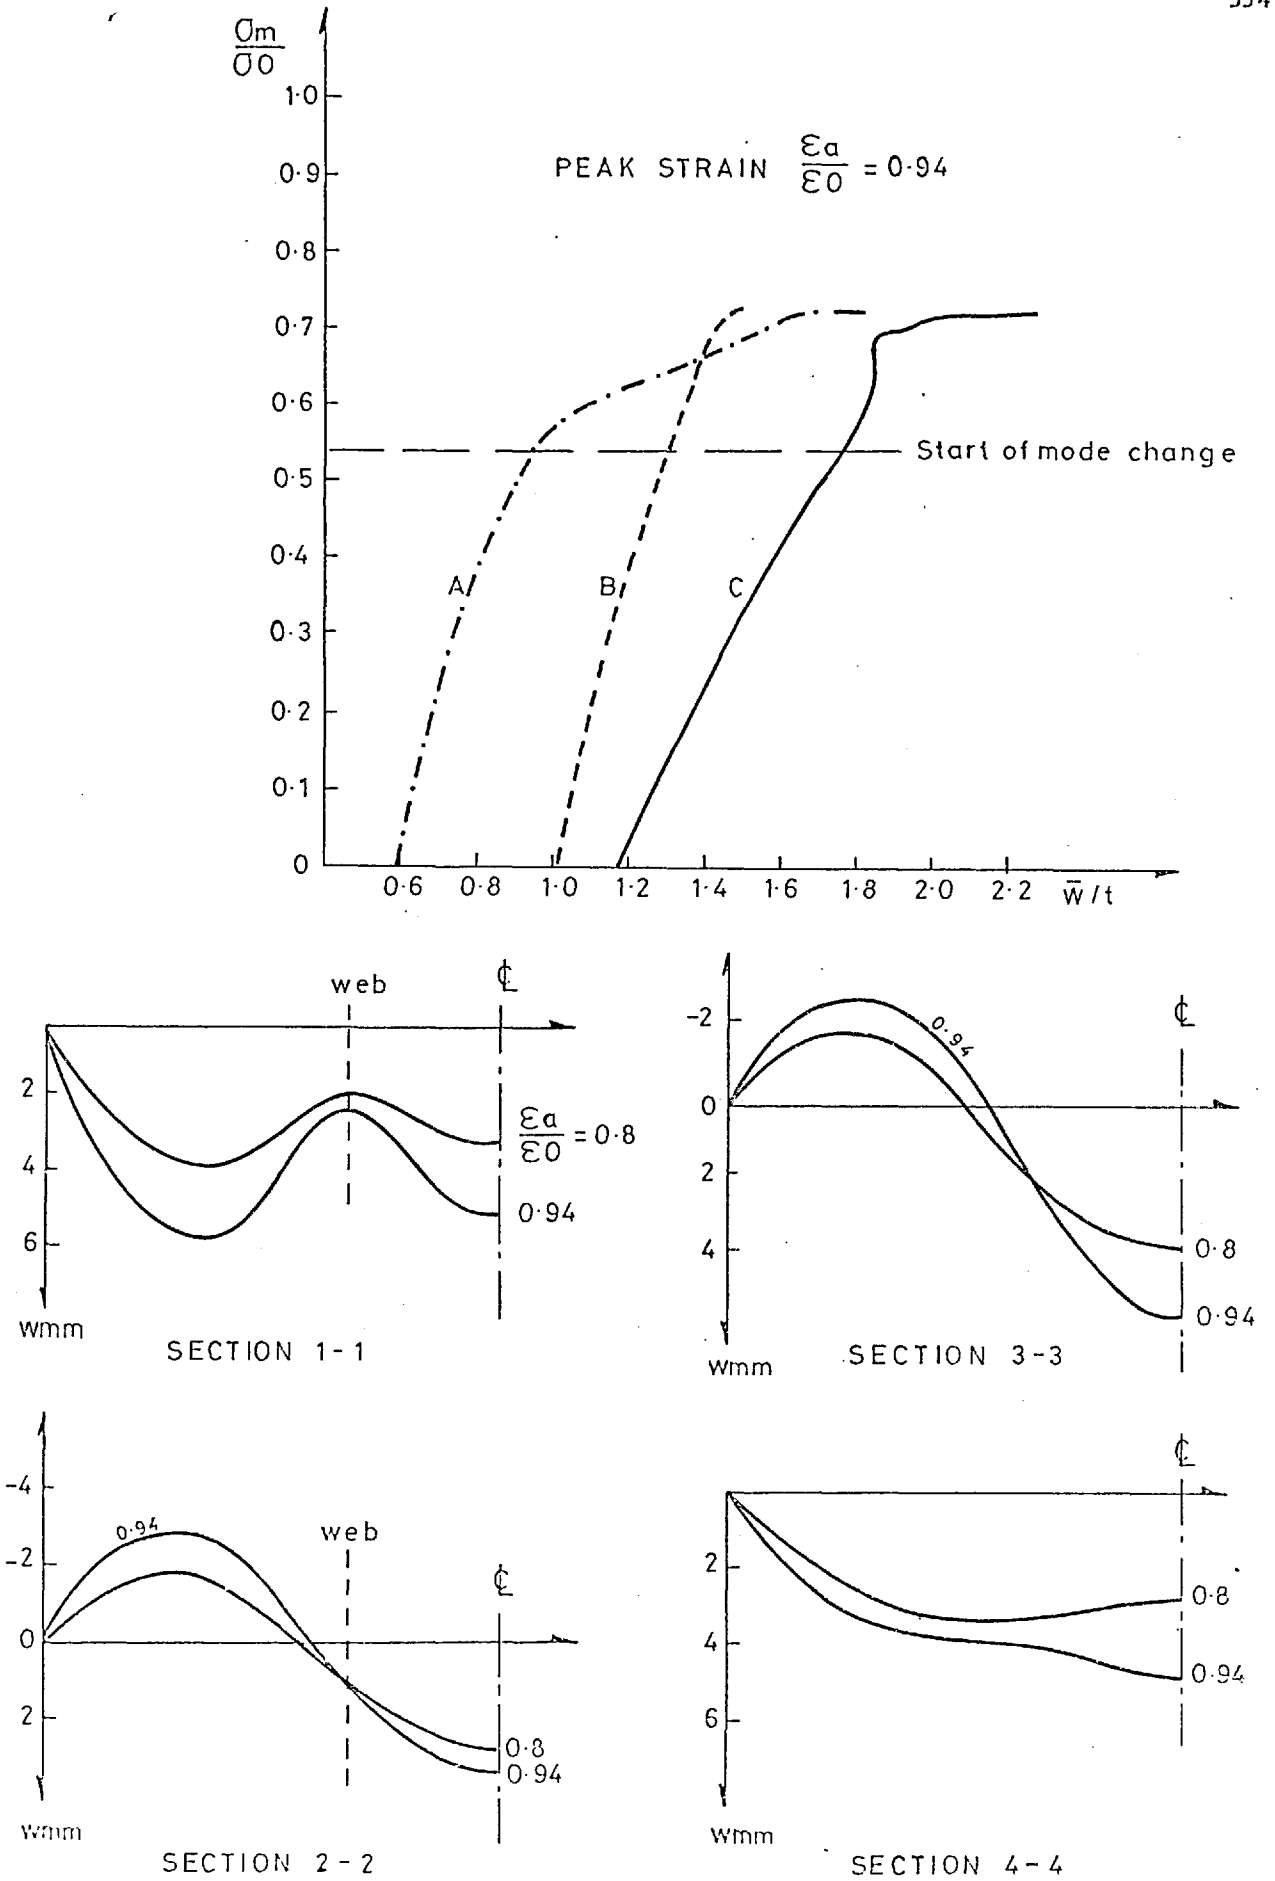 σm
σ0
1.0
0.9
PEAK STRAIN εa/ε0 = 0.94
0.8
0.7
0.6
Start of mode change
0.5
0.4
A
B
C
0.3
0.2
0.1
0
0.6 0.8 1.0 1.2 1.4 1.6 1.8 2.0 2.2 w̄/t
web
℄
2
4
6
εa/ε0 = 0.8
0.94
wmm
SECTION 1-1
℄
-2
0
2
4
0.94
0.8
0.94
wmm
SECTION 3-3
-4
-2
0
2
0.94
web
℄
0.8
0.94
wmm
SECTION 2-2
℄
2
4
6
0.8
0.94
wmm
SECTION 4-4